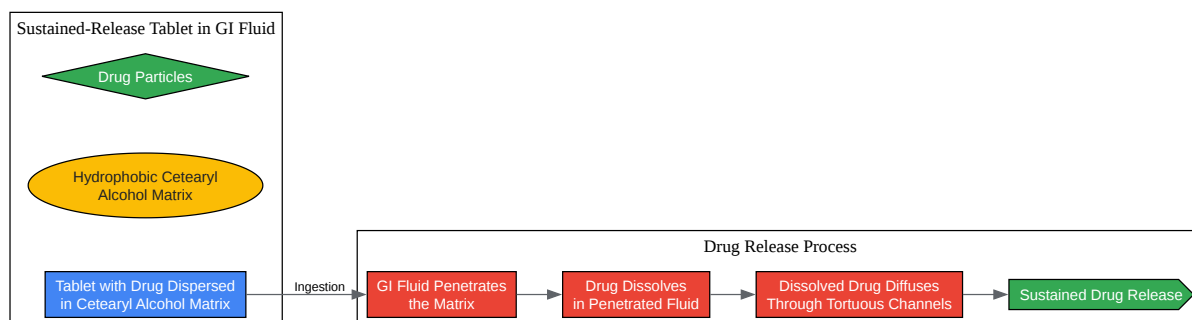 Sustained-Release Tablet in GI Fluid
Drug Particles
Hydrophobic Cetearyl
Alcohol Matrix
Tablet with Drug Dispersed
in Cetearyl Alcohol Matrix
Ingestion
Drug Release Process
GI Fluid Penetrates
the Matrix
Drug Dissolves
in Penetrated Fluid
Dissolved Drug Diffuses
Through Tortuous Channels
Sustained Drug Release